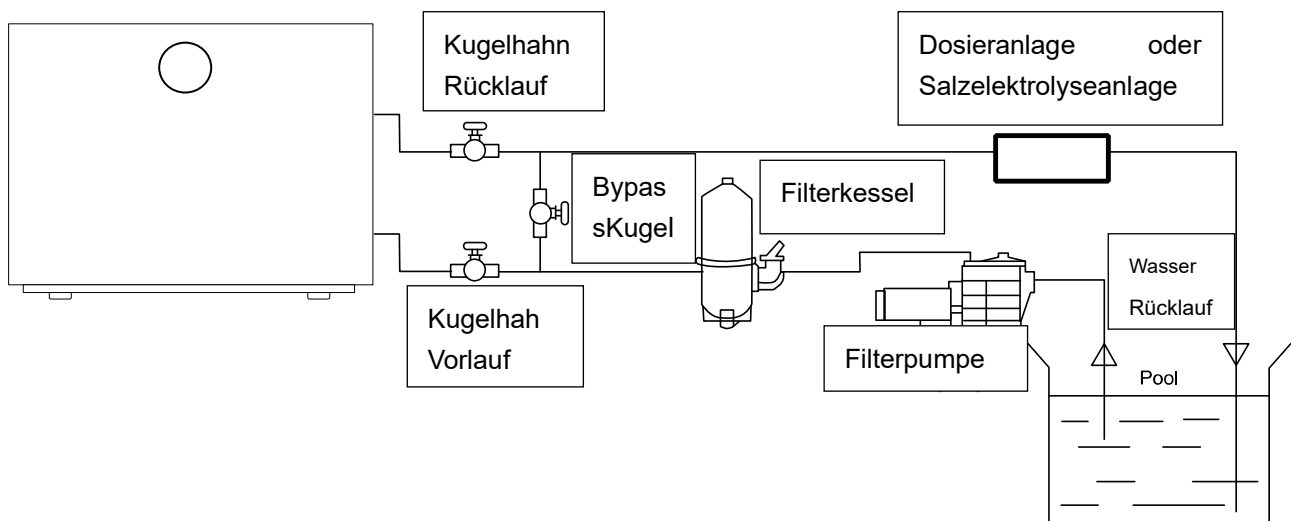 Kugelhahn
Rücklauf
Dosieranlage oder
Salzelektrolyseanlage
Bypas
sKugel
Filterkessel
Wasser
Rücklauf
Kugelhah
Vorlauf
Filterpumpe
Pool